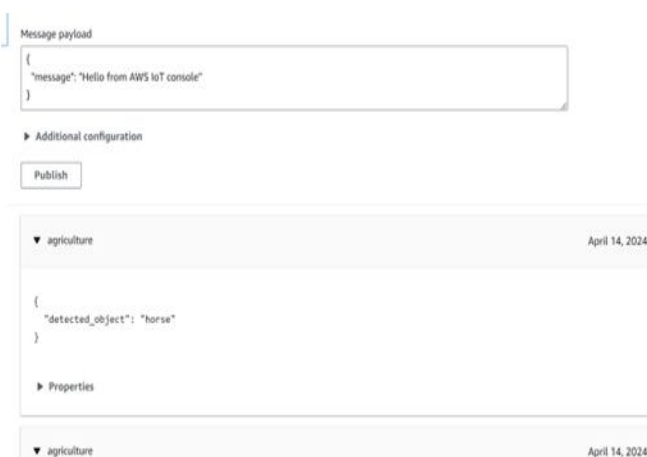 Message payload
{
"message": "Hello from AWS IoT console"
}
Additional configuration
Publish
agriculture April 14, 2024
{
"detected_object": "horse"
}
Properties
agriculture April 14, 2024